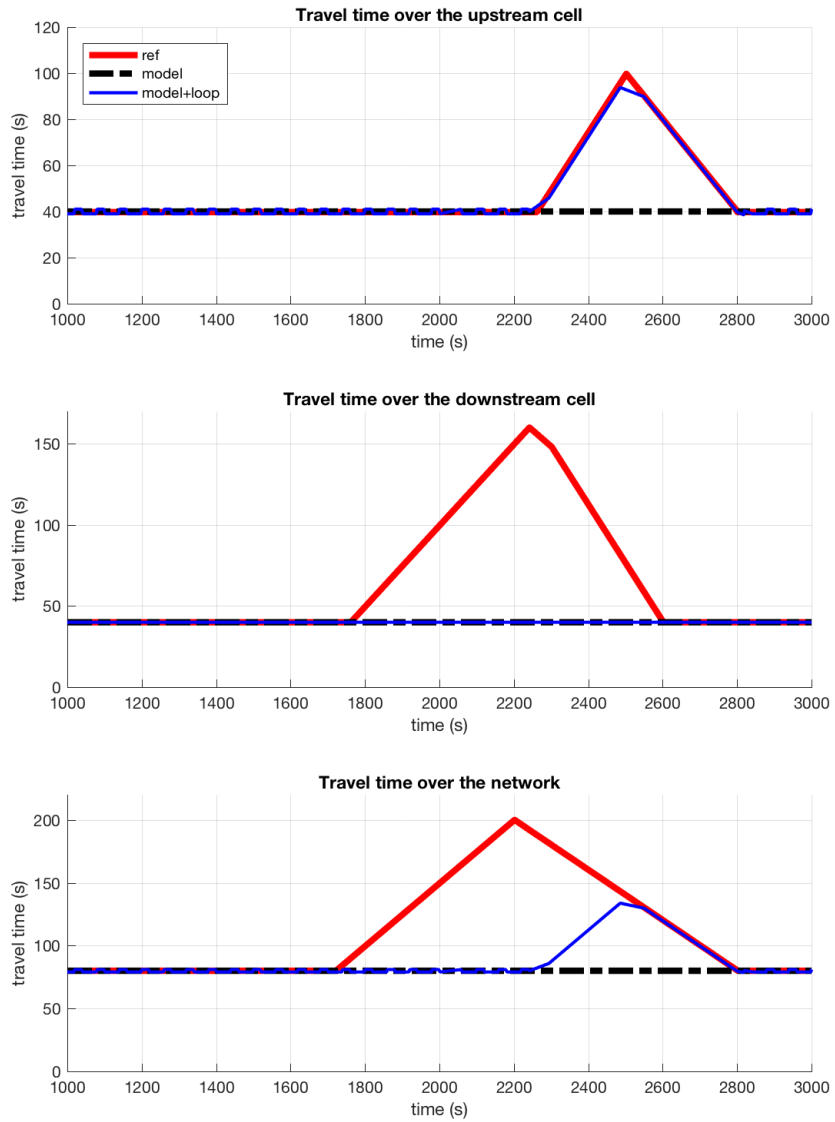 Travel time over the upstream cell
120
100
80
60
40
20
0
travel time (s)
ref
model
model+loop
1000 1200 1400 1600 1800 2000 2200 2400 2600 2800 3000
time (s)
Travel time over the downstream cell
150
100
50
0
travel time (s)
1000 1200 1400 1600 1800 2000 2200 2400 2600 2800 3000
time (s)
Travel time over the network
200
150
100
50
0
travel time (s)
1000 1200 1400 1600 1800 2000 2200 2400 2600 2800 3000
time (s)